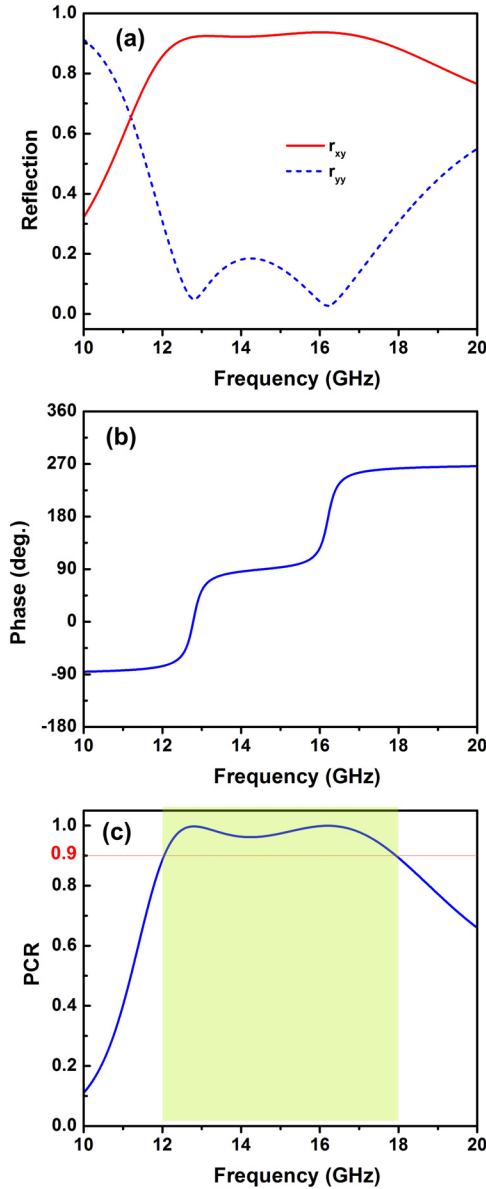 1.0
(a)
0.8
0.6
r_xy
r_yy
0.4
0.2
0.0
Reflection
10 12 14 16 18 20
Frequency (GHz)
360
(b)
270
180
90
0
-90
-180
Phase (deg.)
10 12 14 16 18 20
Frequency (GHz)
1.0
(c)
0.9
0.8
0.6
0.4
0.2
0.0
PCR
10 12 14 16 18 20
Frequency (GHz)